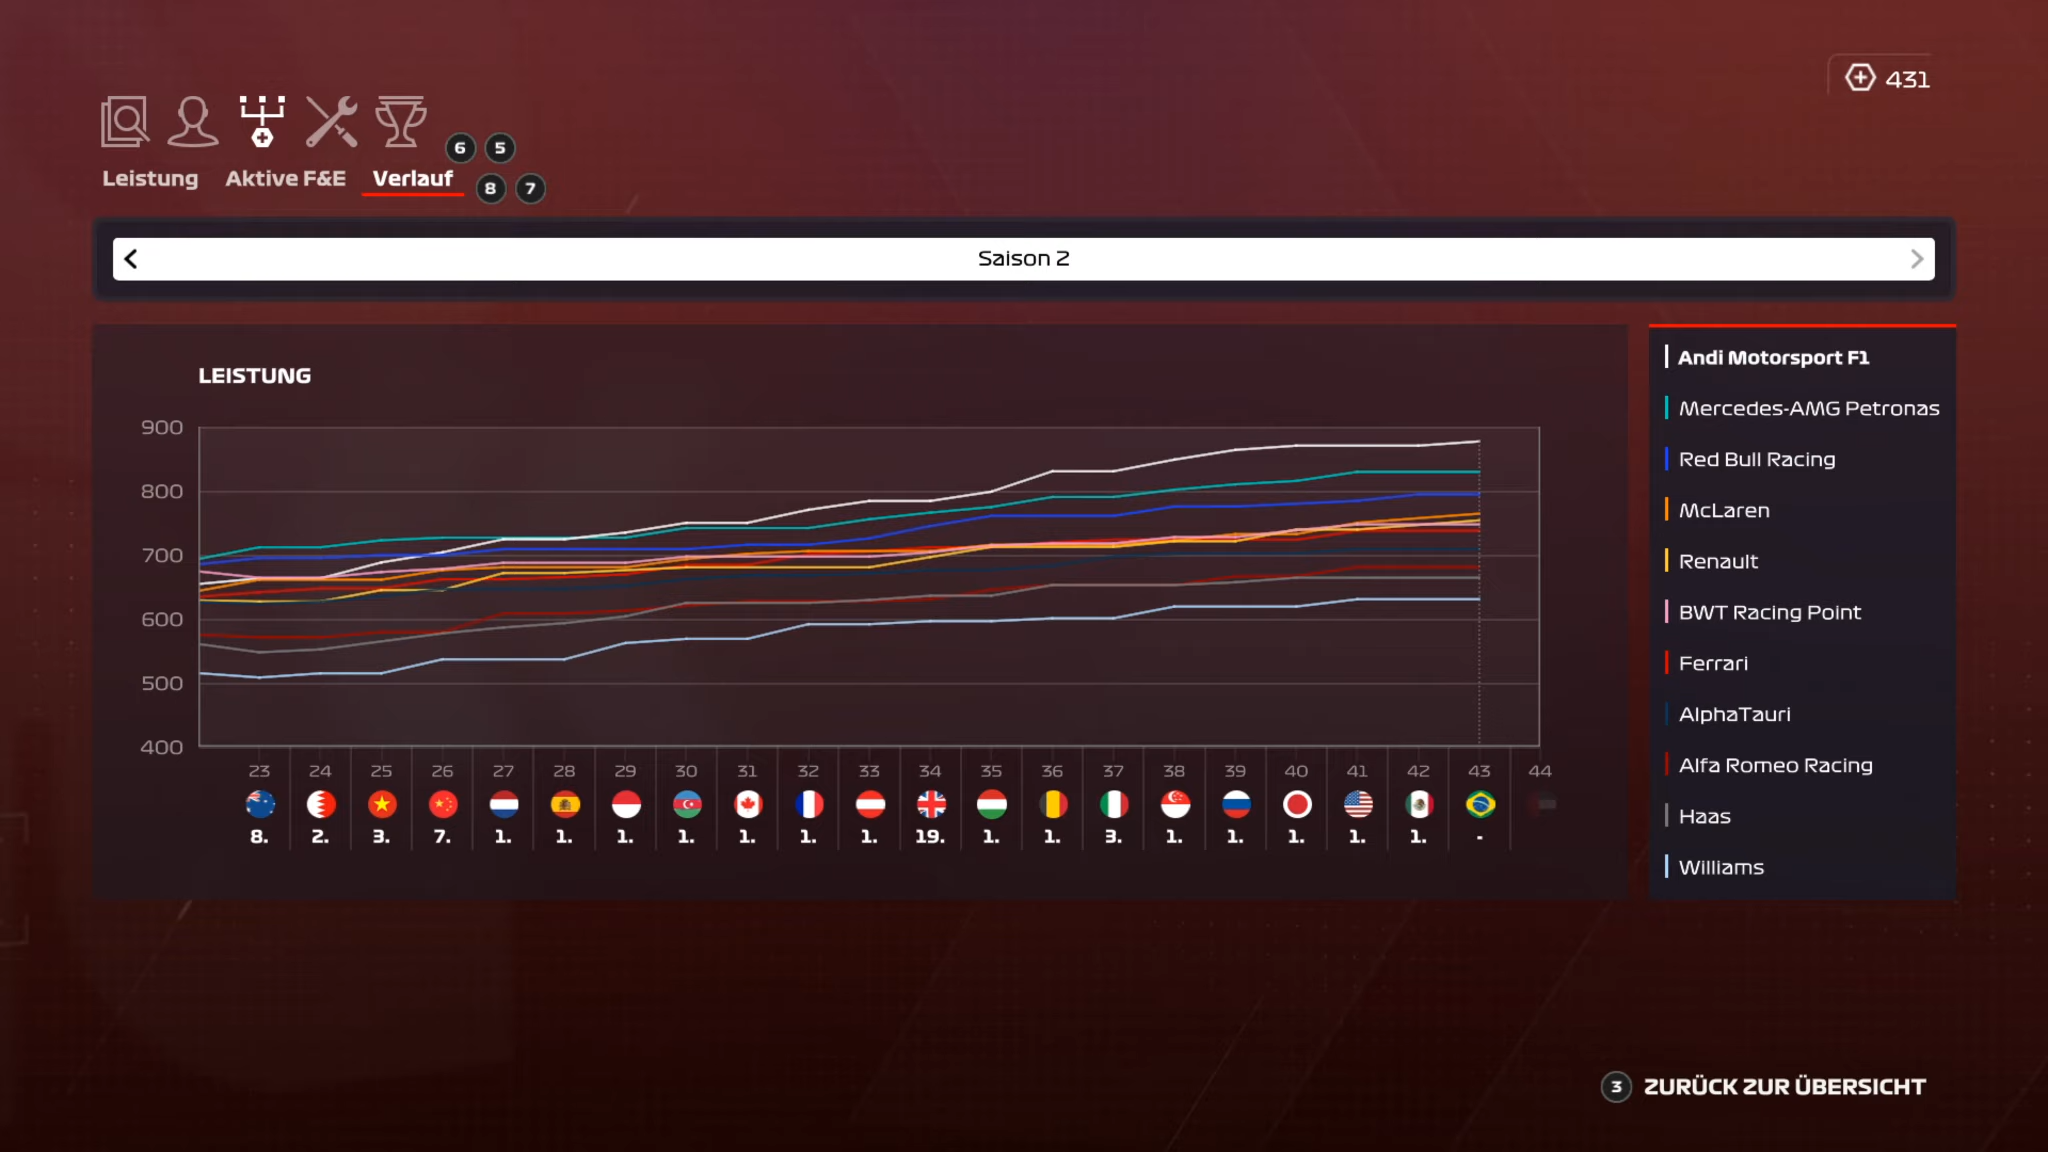 431
6 5
Leistung Aktive F&E Verlauf 8 7
Saison 2
LEISTUNG
900
800
700
600
500
400
23 24 25 26 27 28 29 30 31 32 33 34 35 36 37 38 39 40 41 42 43 44
8. 2. 3. 7. 1. 1. 1. 1. 1. 1. 1. 19. 1. 1. 3. 1. 1. 1. 1. 1. -
Andi Motorsport F1
Mercedes-AMG Petronas
Red Bull Racing
McLaren
Renault
BWT Racing Point
Ferrari
AlphaTauri
Alfa Romeo Racing
Haas
Williams
3 ZURÜCK ZUR ÜBERSICHT